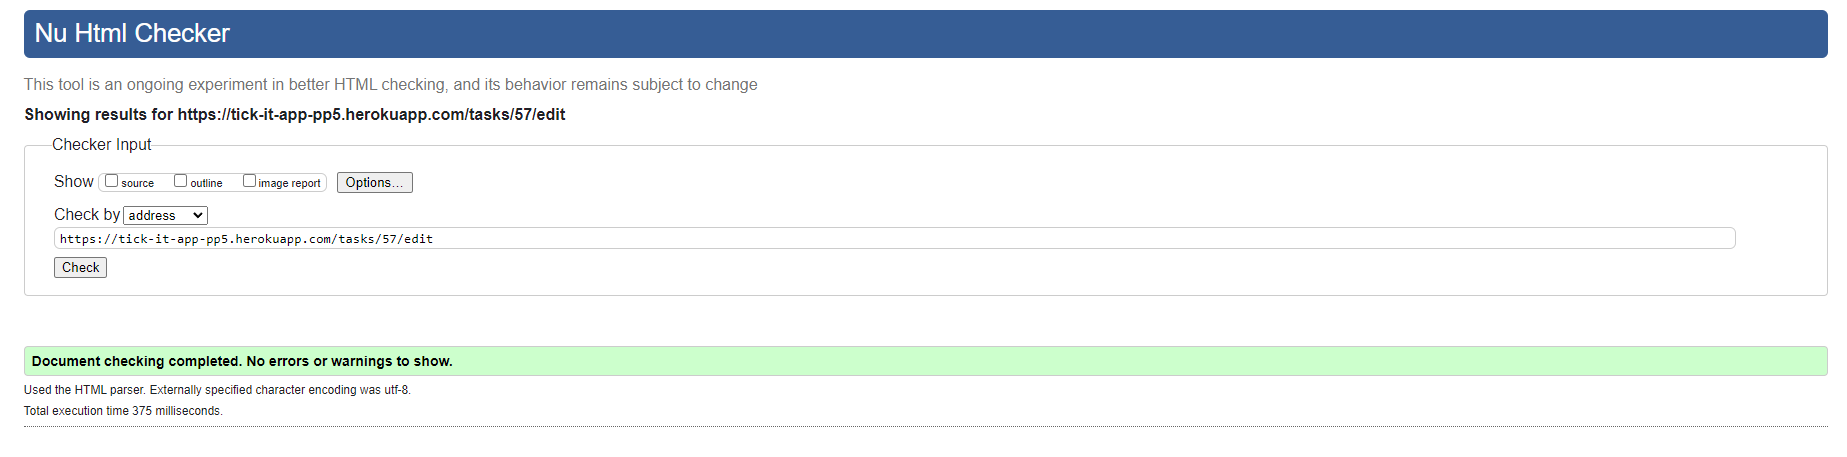 Nu Html Checker
This tool is an ongoing experiment in better HTML checking, and its behavior remains subject to change
Showing results for https://tick-it-app-pp5.herokuapp.com/tasks/57/edit
Checker Input
Show source outline image report Options...
Check by address
https://tick-it-app-pp5.herokuapp.com/tasks/57/edit
Check
Document checking completed. No errors or warnings to show.
Used the HTML parser. Externally specified character encoding was utf-8.
Total execution time 375 milliseconds.